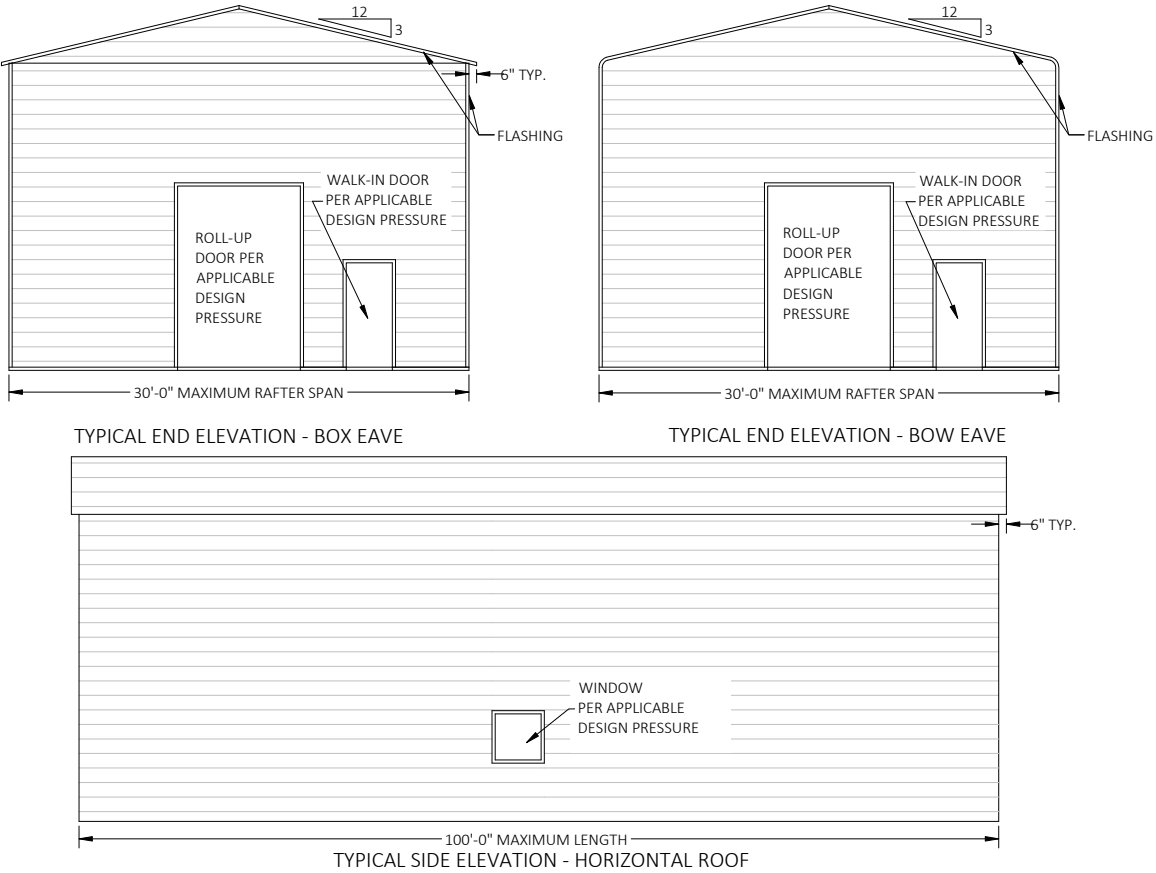 12
3
6" TYP.
FLASHING
WALK-IN DOOR
PER APPLICABLE
DESIGN PRESSURE
ROLL-UP
DOOR PER
APPLICABLE
DESIGN
PRESSURE
30'-0" MAXIMUM RAFTER SPAN
TYPICAL END ELEVATION - BOX EAVE
12
3
FLASHING
WALK-IN DOOR
PER APPLICABLE
DESIGN PRESSURE
ROLL-UP
DOOR PER
APPLICABLE
DESIGN
PRESSURE
30'-0" MAXIMUM RAFTER SPAN
TYPICAL END ELEVATION - BOW EAVE
6" TYP.
WINDOW
PER APPLICABLE
DESIGN PRESSURE
100'-0" MAXIMUM LENGTH
TYPICAL SIDE ELEVATION - HORIZONTAL ROOF